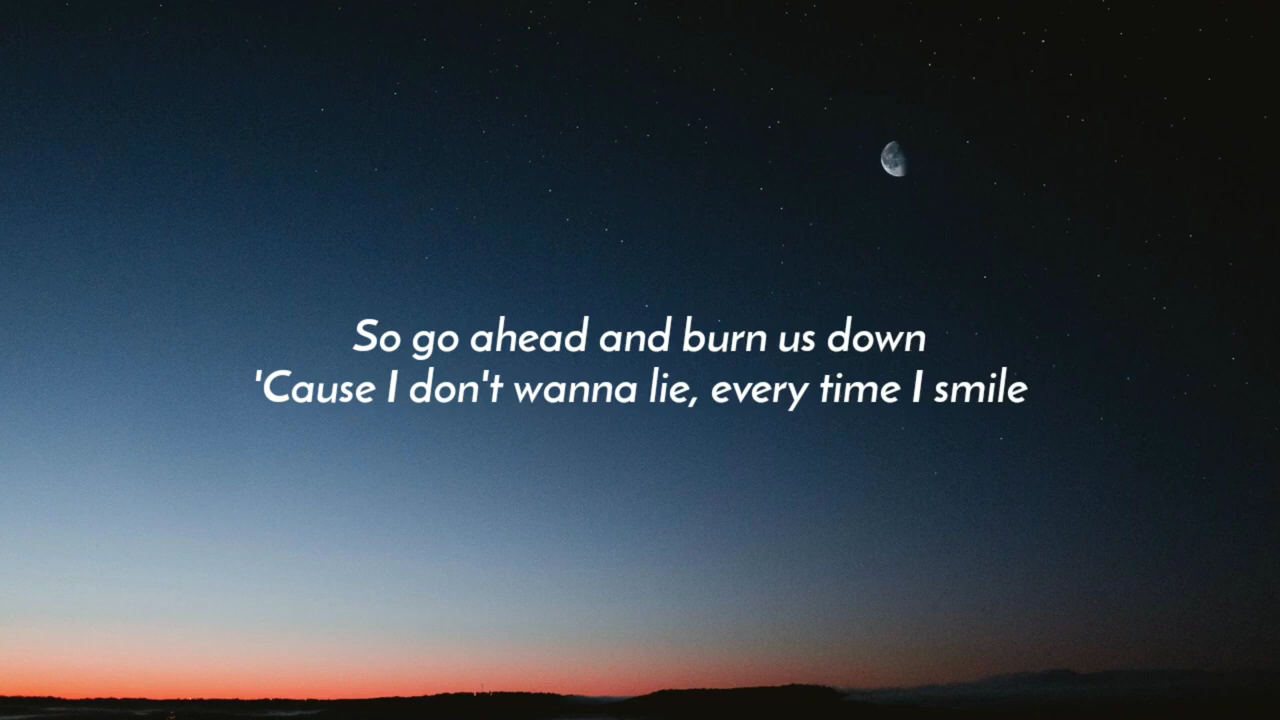 So go ahead and burn us down
'Cause I don't wanna lie, every time I smile